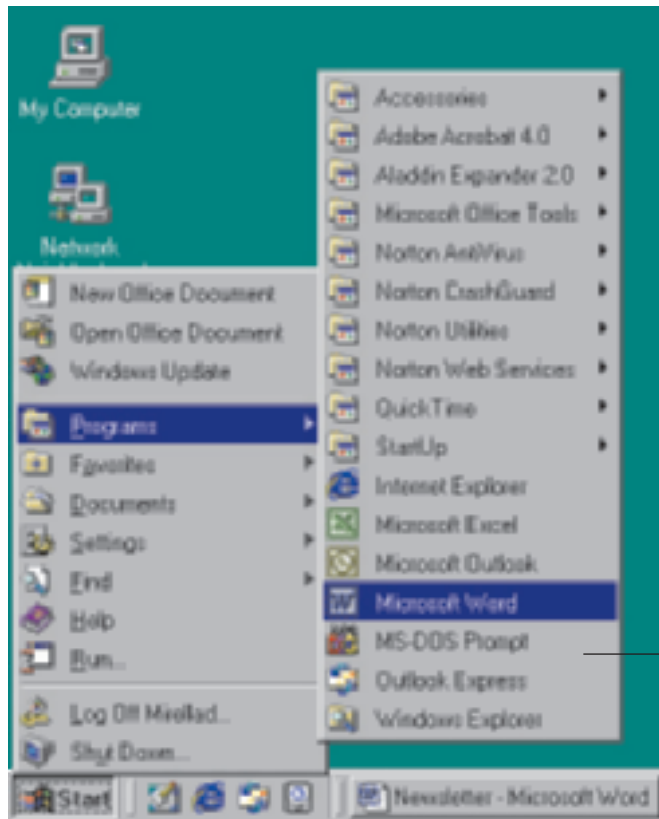 My Computer
Network
New Office Document
Open Office Document
Windows Update
Programs
Favorites
Documents
Settings
Find
Help
Run...
Log Off Mirellad...
Shut Down...
Accessories
Adobe Acrobat 4.0
Aladdin Expander 2.0
Microsoft Office Tools
Norton AntiVirus
Norton CrashGuard
Norton Utilities
Norton Web Services
QuickTime
StartUp
Internet Explorer
Microsoft Excel
Microsoft Outlook
Microsoft Word
MS-DOS Prompt
Outlook Express
Windows Explorer
Start
Newsletter - Microsoft Word